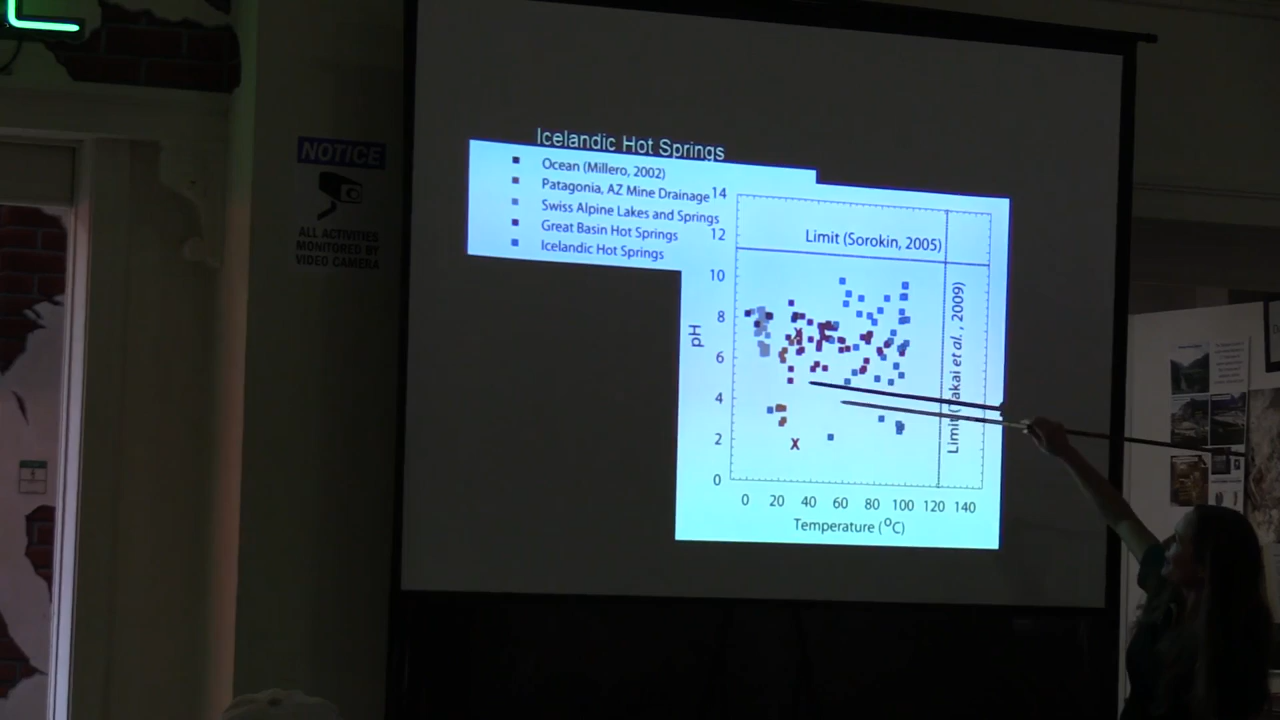 NOTICE
ALL ACTIVITIES
MONITORED BY
VIDEO CAMERA
Icelandic Hot Springs
Ocean (Millero, 2002)
Patagonia, AZ Mine Drainage
Swiss Alpine Lakes and Springs
Great Basin Hot Springs
Icelandic Hot Springs
14
12
10
8
6
4
2
0
pH
Limit (Sorokin, 2005)
Limit (Takai et al., 2009)
X
X
0 20 40 60 80 100 120 140
Temperature (°C)